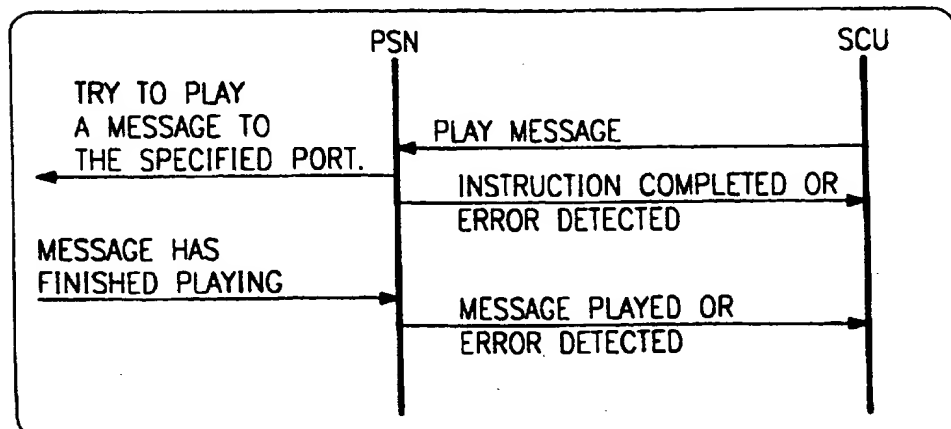 PSN
SCU
TRY TO PLAY
A MESSAGE TO
THE SPECIFIED PORT.
PLAY MESSAGE
INSTRUCTION COMPLETED OR
ERROR DETECTED
MESSAGE HAS
FINISHED PLAYING
MESSAGE PLAYED OR
ERROR DETECTED